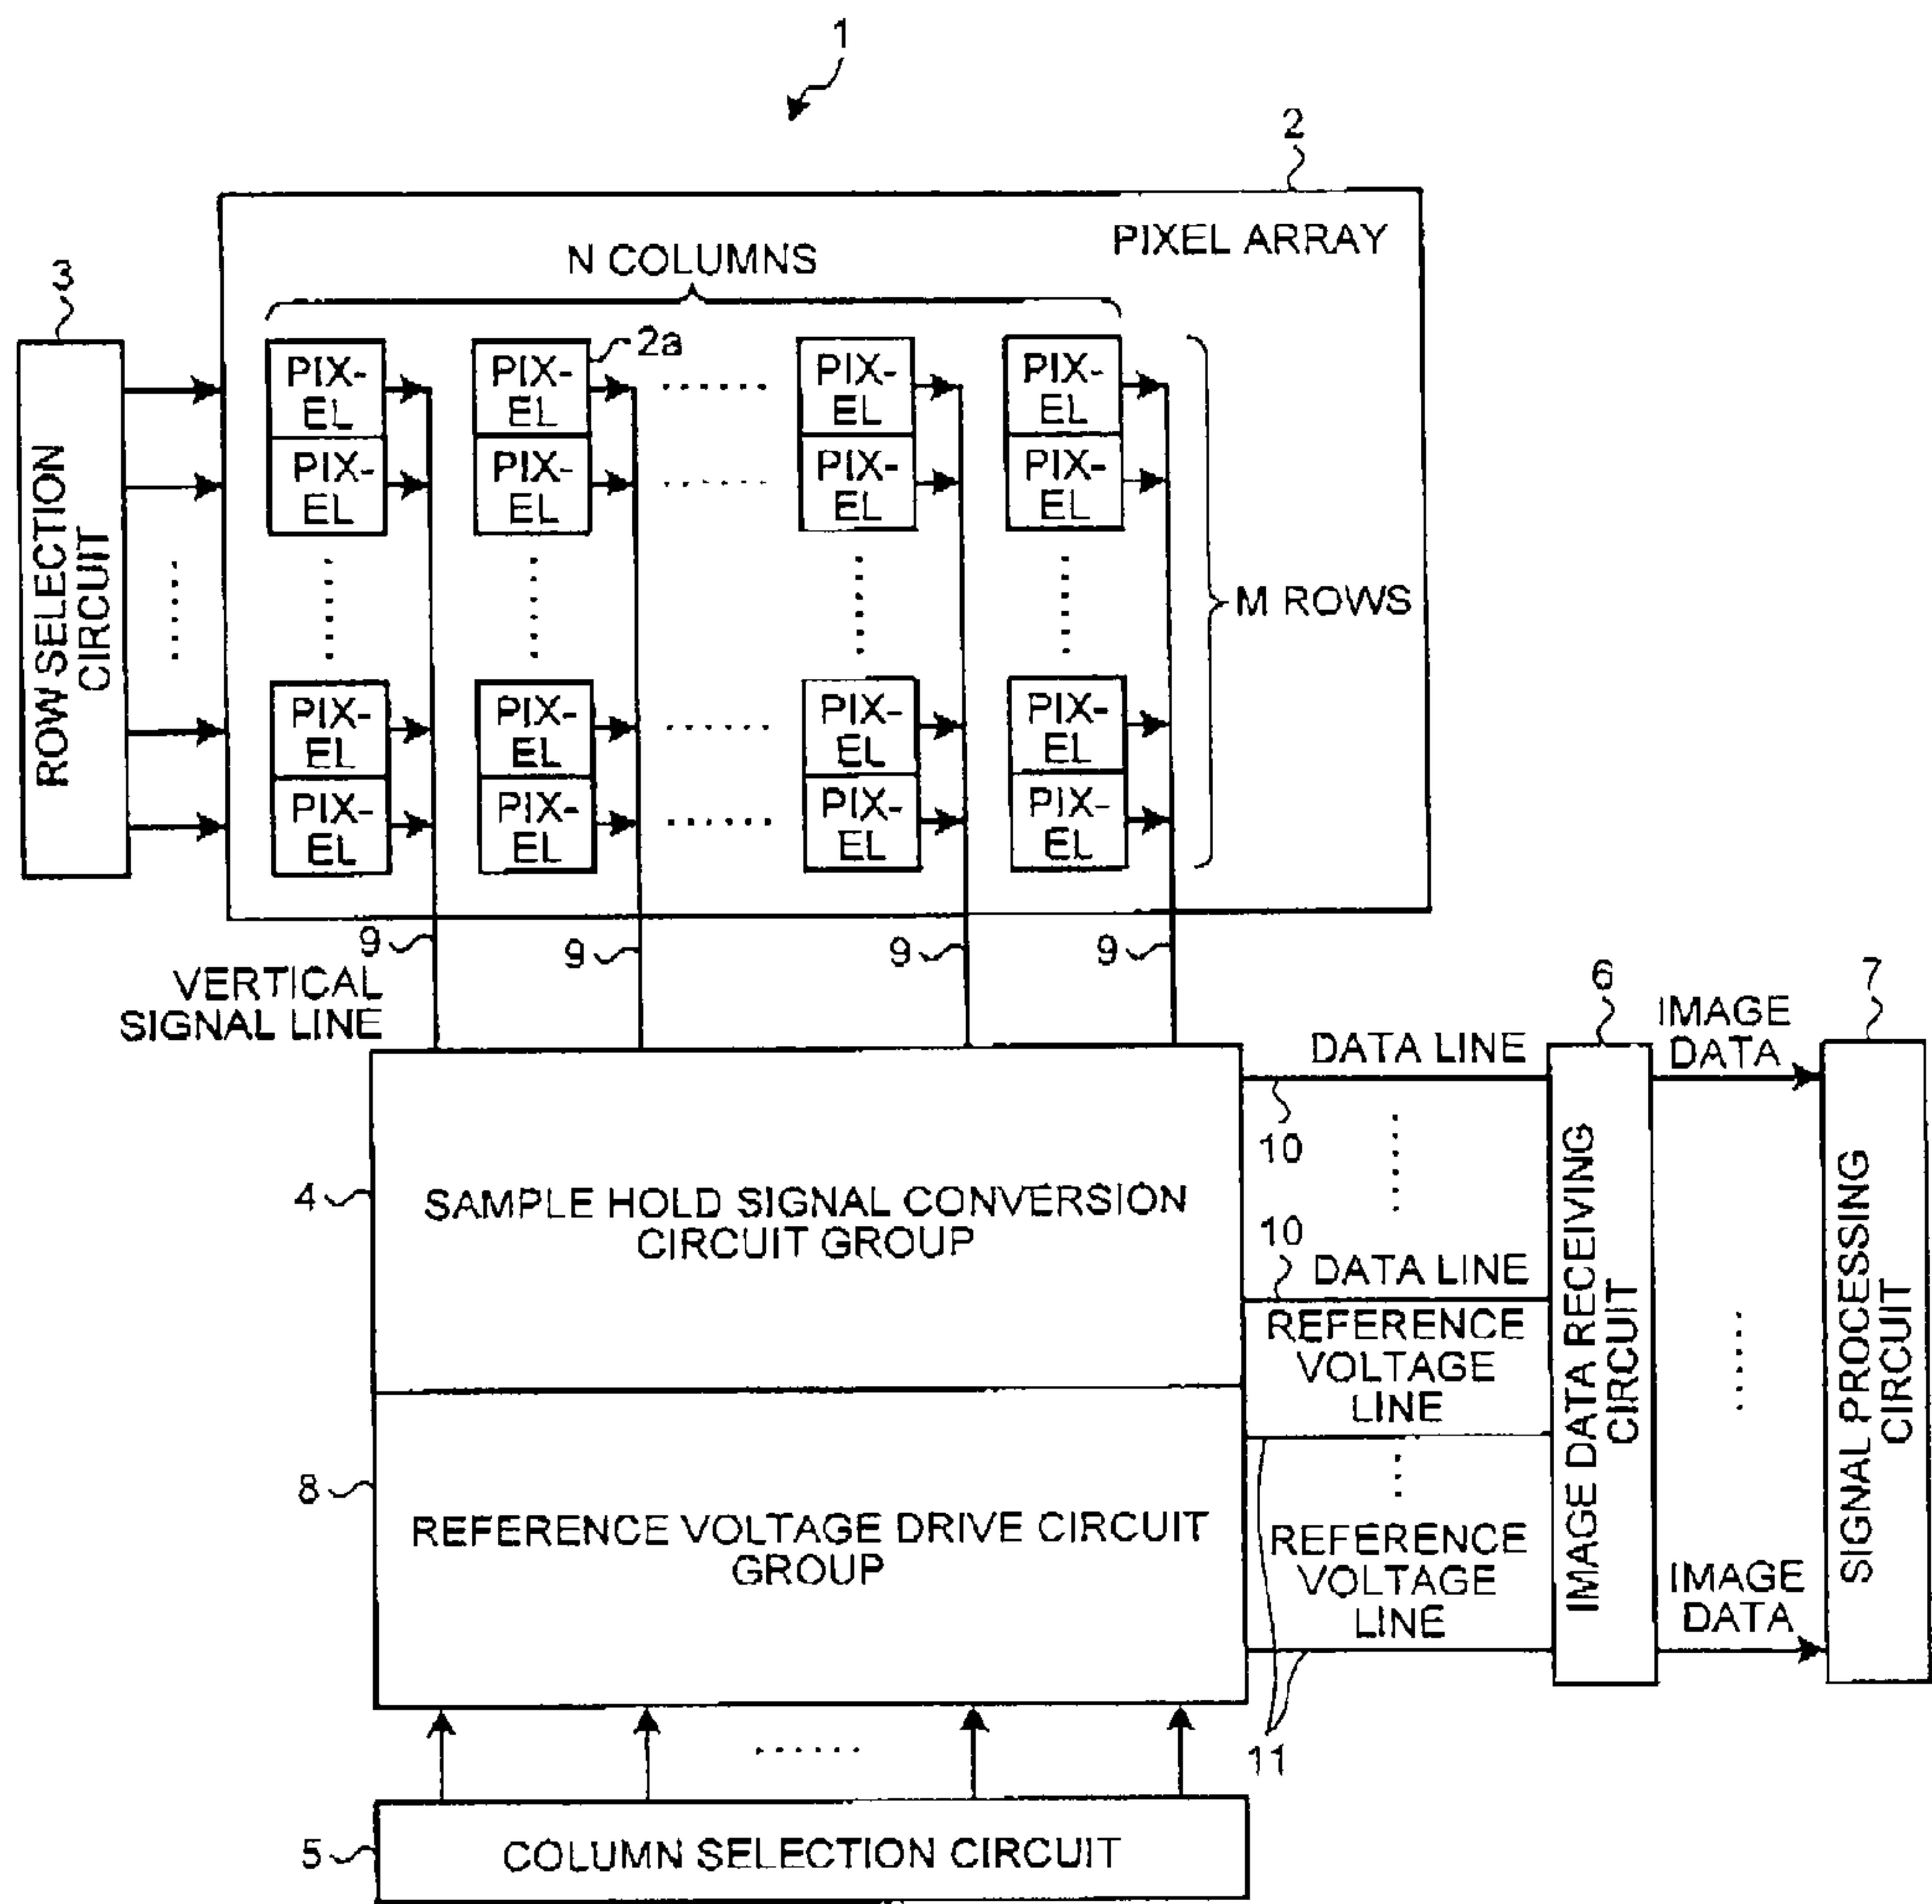 1
2
PIXEL ARRAY
N COLUMNS
3
2a
PIX-
EL
PIX-
EL
PIX-
EL
PIX-
EL
PIX-
EL
PIX-
EL
PIX-
EL
PIX-
EL
ROW SELECTION
CIRCUIT
M ROWS
PIX-
EL
PIX-
EL
PIX-
EL
PIX-
EL
PIX-
EL
PIX-
EL
PIX-
EL
PIX-
EL
9
9
9
9
VERTICAL
SIGNAL LINE
6
7
DATA LINE
IMAGE
DATA
10
4
SAMPLE HOLD SIGNAL CONVERSION
CIRCUIT GROUP
10
DATA LINE
REFERENCE
VOLTAGE
LINE
IMAGE DATA RECEIVING
CIRCUIT
SIGNAL PROCESSING
CIRCUIT
8
REFERENCE VOLTAGE DRIVE CIRCUIT
GROUP
REFERENCE
VOLTAGE
LINE
IMAGE
DATA
11
5
COLUMN SELECTION CIRCUIT